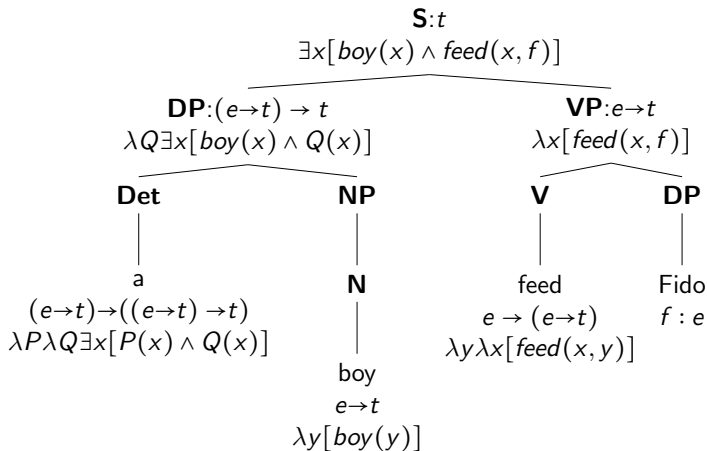 S:t
∃x[boy(x) ∧ feed(x, f)]
DP:(e→t) → t
VP:e→t
λQ∃x[boy(x) ∧ Q(x)]
λx[feed(x, f)]
Det
NP
V
DP
a
N
feed
Fido
(e→t)→((e→t) →t)
e → (e→t)
f : e
λPλQ∃x[P(x) ∧ Q(x)]
λyλx[feed(x, y)]
boy
e→t
λy[boy(y)]